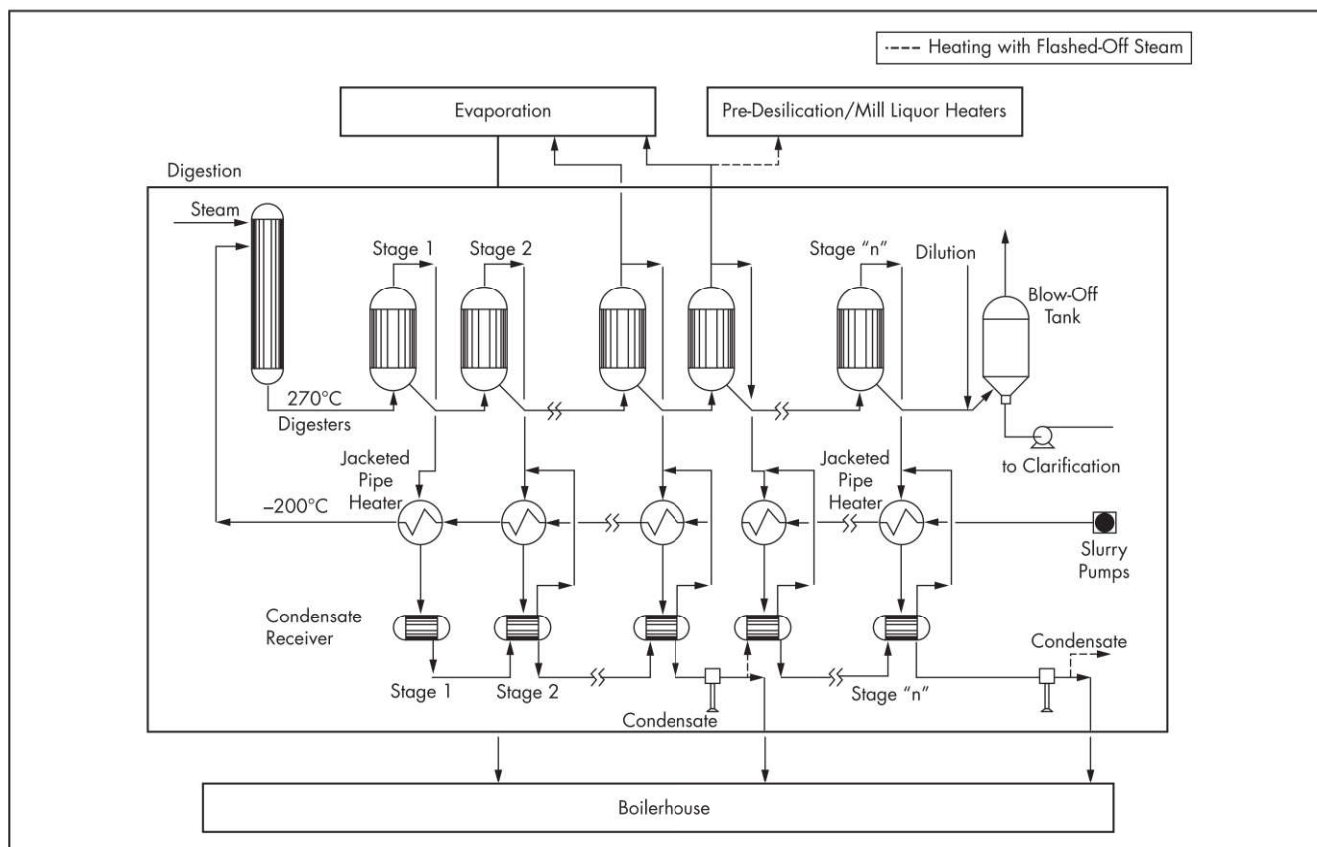 Heating with Flashed-Off Steam
Evaporation
Pre-Desilication/Mill Liquor Heaters
Digestion
Steam
Stage 1
Stage 2
Stage “n”
Dilution
Blow-Off
Tank
270°C
Digesters
Jacketed
Pipe
Heater
Jacketed
Pipe
Heater
to Clarification
–200°C
Slurry
Pumps
Condensate
Receiver
Condensate
Stage 1
Stage 2
Stage “n”
Condensate
Boilerhouse